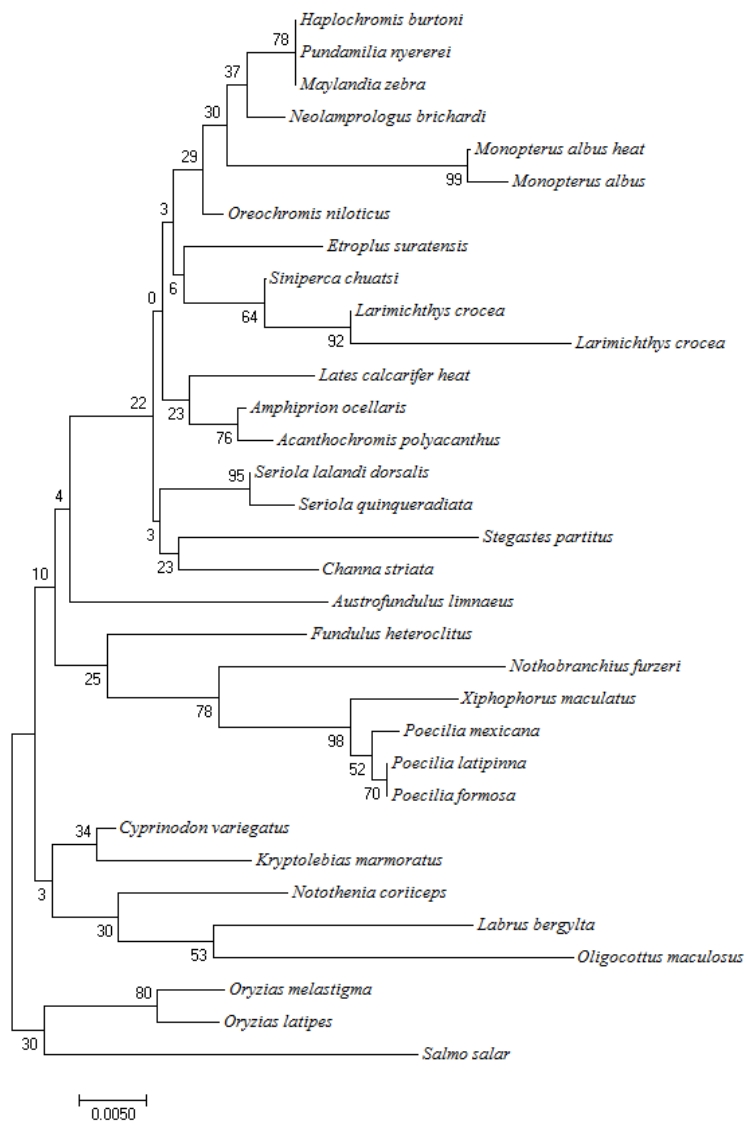 Haplochromis burtoni
78
Pundamilia nyererei
37
Maylandia zebra
30
Neolamprologus brichardi
Monopterus albus heat
29
99
Monopterus albus
3
Oreochromis niloticus
Etroplus suratensis
6
Siniperca chuatsi
0
64
Larimichthys crocea
92
Larimichthys crocea
Lates calcarifer heat
22
23
Amphiprion ocellaris
76
Acanthochromis polyacanthus
95
Seriola lalandi dorsalis
4
Seriola quinqueradiata
3
Stegastes partitus
23
Channa striata
10
Austrofundulus limnaeus
Fundulus heteroclitus
25
Nothobranchius furzeri
78
Xiphophorus maculatus
98
Poecilia mexicana
52
Poecilia latipinna
70
Poecilia formosa
34
Cyprinodon variegatus
Kryptolebias marmoratus
3
Notothenia coriiceps
30
Labrus bergylta
53
Oligocottus maculosus
80
Oryzias melastigma
Oryzias latipes
30
Salmo salar
0.0050